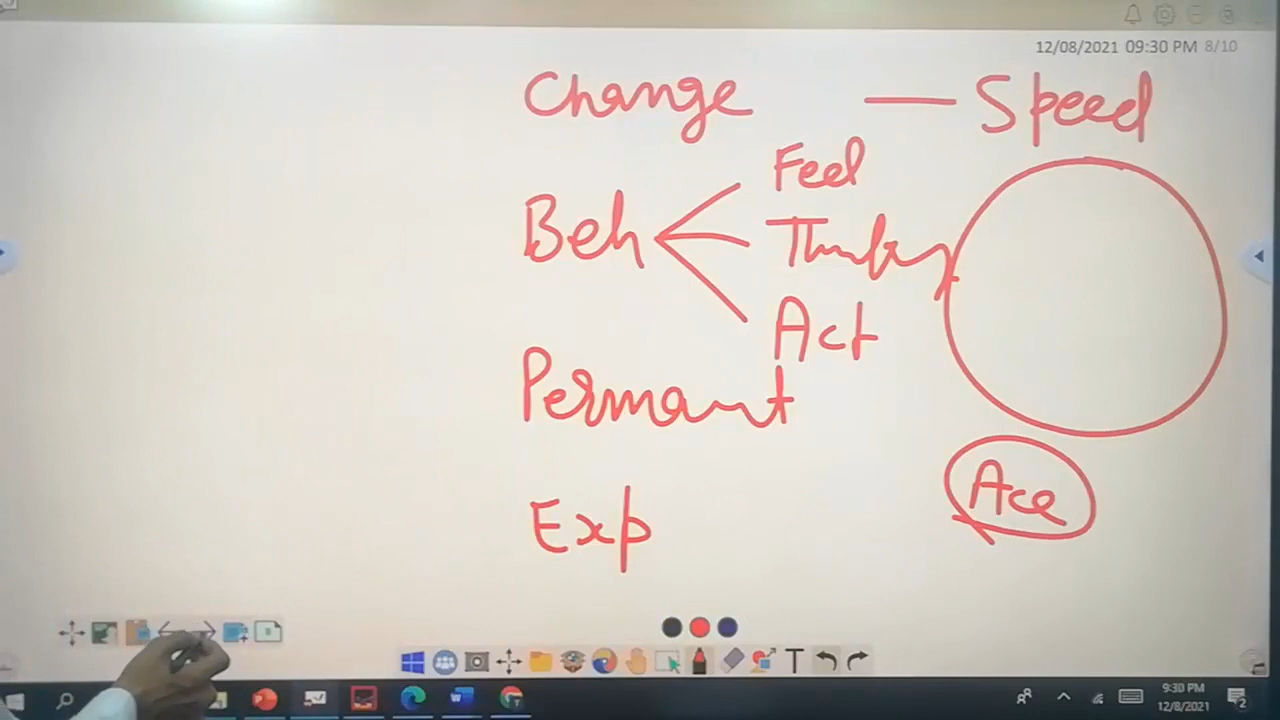 12/08/2021 09:30 PM 8/10
Change — Speed
Feel
Beh
Act
Permant
Exp
Ace
T
9:30 PM
12/8/2021
2